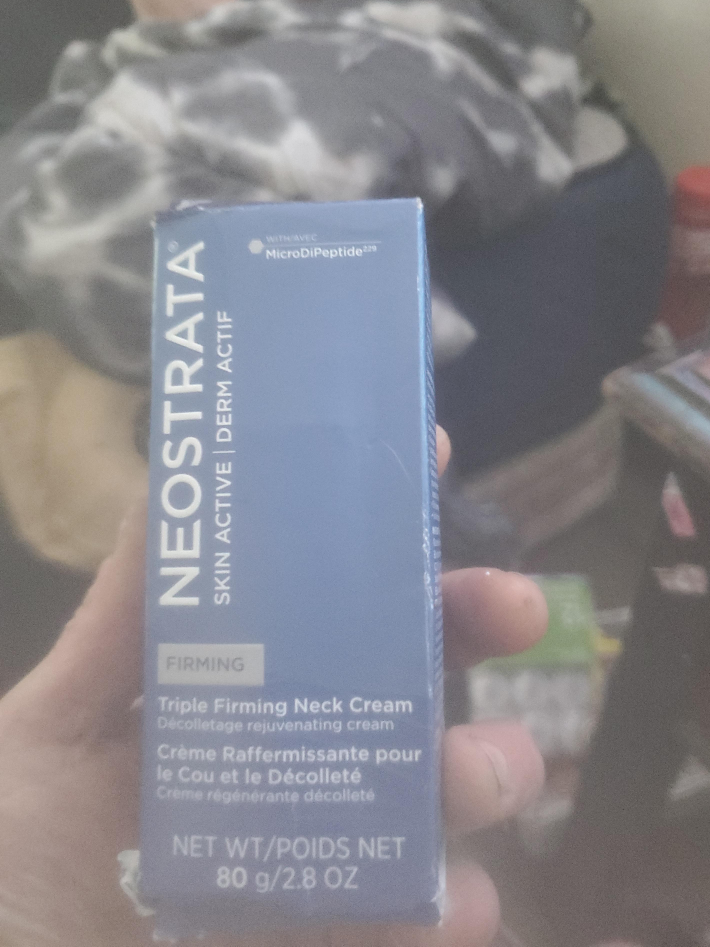 WITH/AVEC
MicroDiPeptide²²⁹
NEOSTRATA®
SKIN ACTIVE | DERM ACTIF
FIRMING
Triple Firming Neck Cream
Décolletage rejuvenating cream
Crème Raffermissante pour
le Cou et le Décolleté
Crème régénérante décolleté
NET WT/POIDS NET
80 g/2.8 OZ